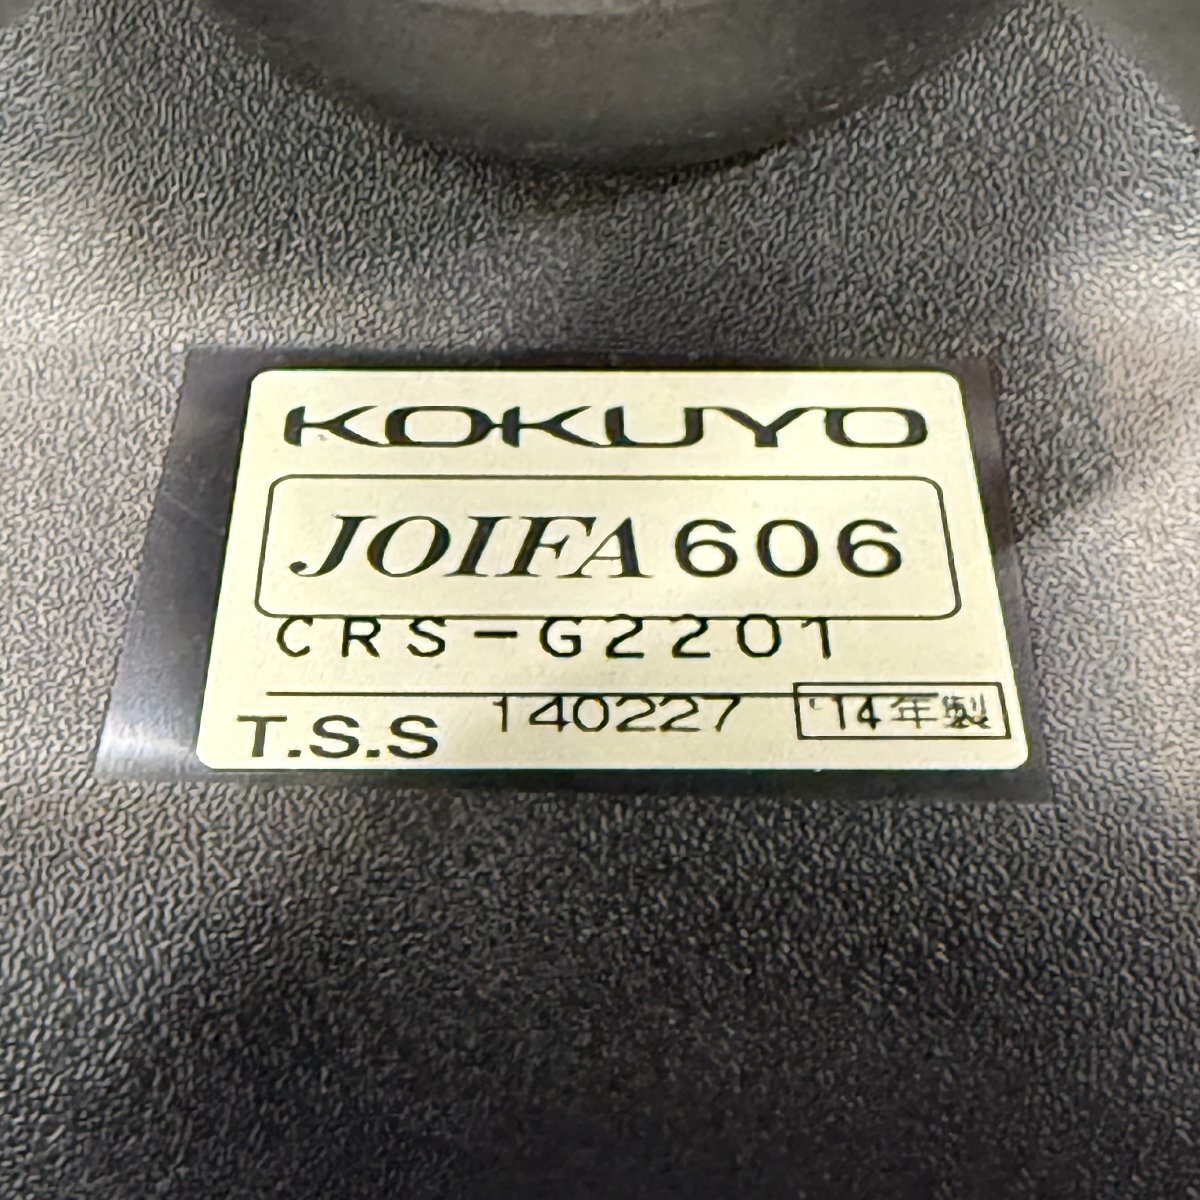 KOKUYO
JOIFA 606
CRS-G2201
T.S.S 140227 '14年製